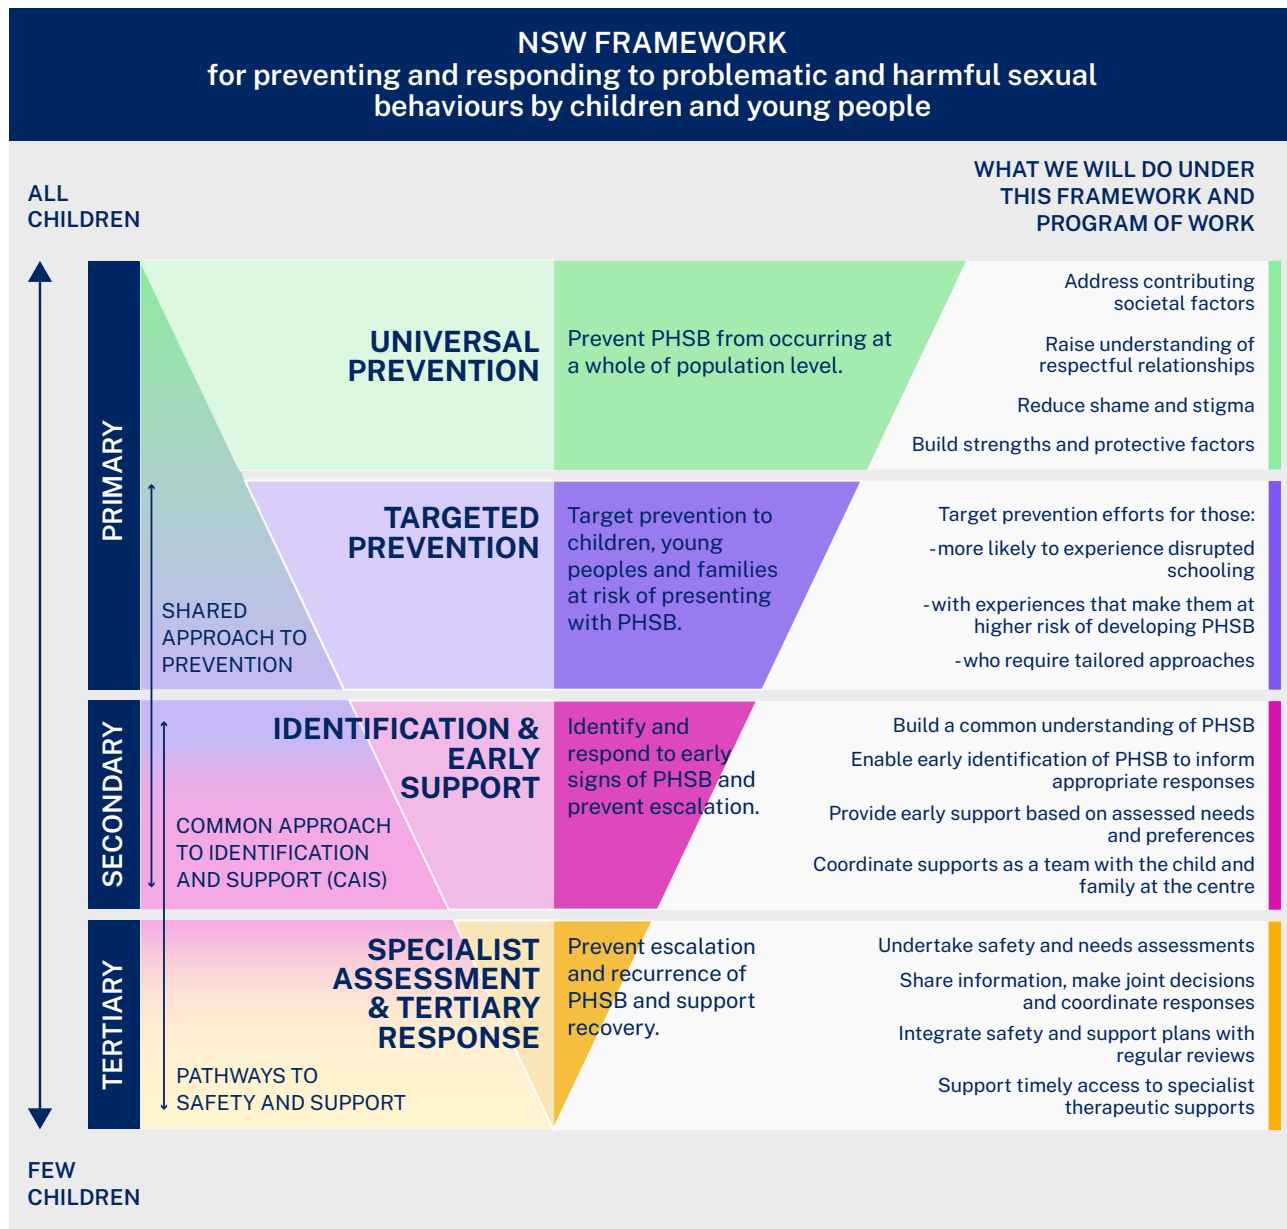 NSW FRAMEWORK
for preventing and responding to problematic and harmful sexual
behaviours by children and young people
ALL
CHILDREN
WHAT WE WILL DO UNDER
THIS FRAMEWORK AND
PROGRAM OF WORK
PRIMARY
UNIVERSAL
PREVENTION
Prevent PHSB from occurring at
a whole of population level.
Address contributing
societal factors
Raise understanding of
respectful relationships
Reduce shame and stigma
Build strengths and protective factors
TARGETED
PREVENTION
Target prevention to
children, young
peoples and families
at risk of presenting
with PHSB.
Target prevention efforts for those:
-more likely to experience disrupted
schooling
-with experiences that make them at
higher risk of developing PHSB
-who require tailored approaches
SHARED
APPROACH TO
PREVENTION
SECONDARY
IDENTIFICATION &
EARLY
SUPPORT
Identify and
respond to early
signs of PHSB and
prevent escalation.
Build a common understanding of PHSB
Enable early identification of PHSB to inform
appropriate responses
Provide early support based on assessed needs
and preferences
Coordinate supports as a team with the child and
family at the centre
COMMON APPROACH
TO IDENTIFICATION
AND SUPPORT (CAIS)
TERTIARY
SPECIALIST
ASSESSMENT
& TERTIARY
RESPONSE
Prevent escalation
and recurrence of
PHSB and support
recovery.
Undertake safety and needs assessments
Share information, make joint decisions
and coordinate responses
Integrate safety and support plans with
regular reviews
Support timely access to specialist
therapeutic supports
PATHWAYS TO
SAFETY AND SUPPORT
FEW
CHILDREN